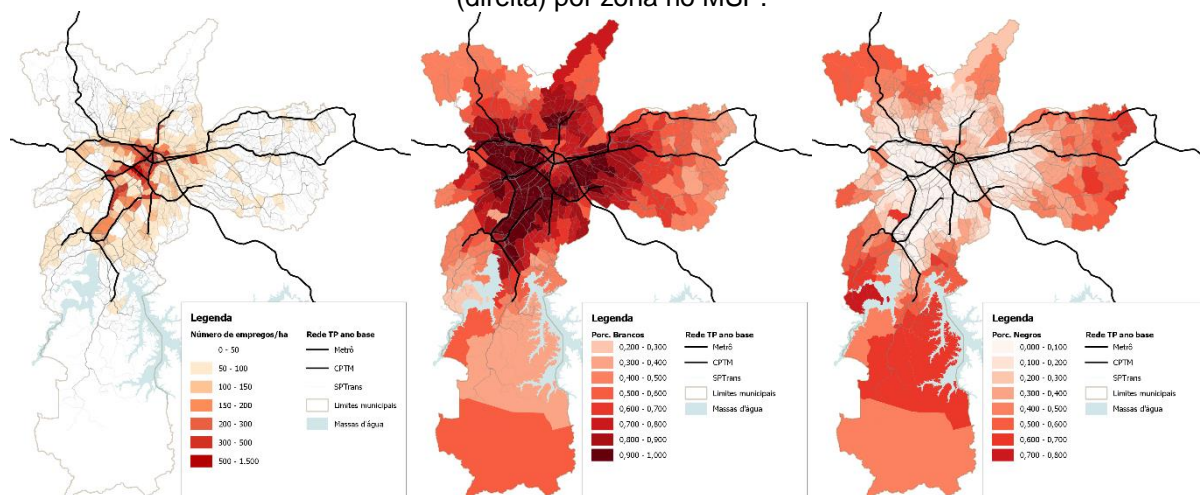 (direita) por zona no MSP.
Legenda
Número de empregos/ha
0 - 50
50 - 100
100 - 150
150 - 200
200 - 300
300 - 500
500 - 1.500
Rede TP ano base
Metrô
CPTM
SPTrans
Limites municipais
Massas d'água
Legenda
Porc. Brancos
0,200 - 0,300
0,300 - 0,400
0,400 - 0,500
0,500 - 0,600
0,600 - 0,700
0,700 - 0,800
0,800 - 0,900
0,900 - 1,000
Rede TP ano base
Metrô
CPTM
SPTrans
Limites municipais
Massas d'água
Legenda
Porc. Negros
0,000 - 0,100
0,100 - 0,200
0,200 - 0,300
0,300 - 0,400
0,400 - 0,500
0,500 - 0,600
0,600 - 0,700
0,700 - 0,800
Rede TP ano base
Metrô
CPTM
SPTrans
Limites municipais
Massas d'água